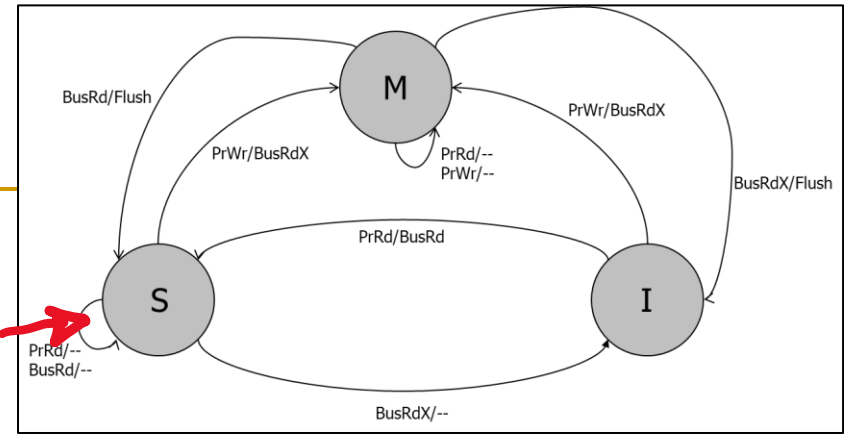 M
BusRd/Flush
PrWr/BusRdX
PrWr/BusRdX
PrRd/--
PrWr/--
BusRdX/Flush
PrRd/BusRd
S
I
PrRd/--
BusRd/--
BusRdX/--